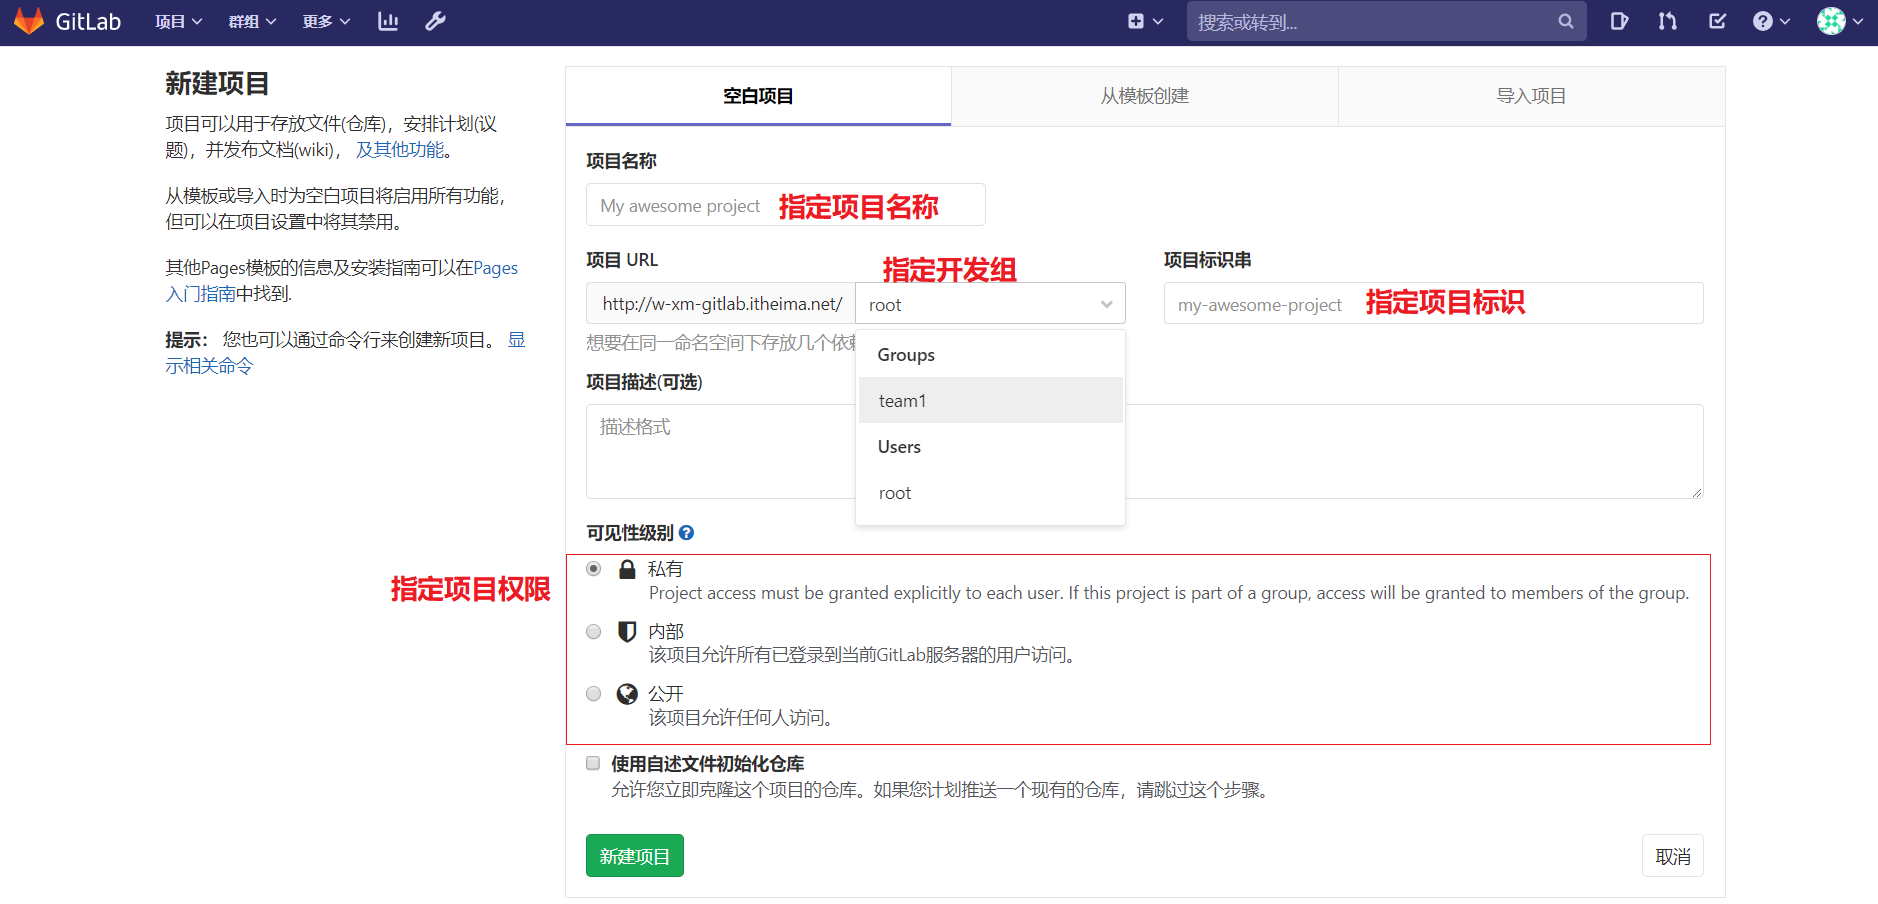 GitLab 项目 群组 更多 搜索或转到...
新建项目
项目可以用于存放文件(仓库)，安排计划(议
题)，并发布文档(wiki)， 及其他功能。
从模板或导入时为空白项目将启用所有功能，
但可以在项目设置中将其禁用。
其他Pages模板的信息及安装指南可以在Pages
入门指南中找到.
提示： 您也可以通过命令行来创建新项目。 显
示相关命令
空白项目 从模板创建 导入项目
项目名称
My awesome project 指定项目名称
项目 URL 指定开发组 项目标识串
http://w-xm-gitlab.itheima.net/ root my-awesome-project 指定项目标识
想要在同一命名空间下存放几个依
Groups
team1
Users
root
项目描述(可选)
描述格式
可见性级别
指定项目权限
私有
Project access must be granted explicitly to each user. If this project is part of a group, access will be granted to members of the group.
内部
该项目允许所有已登录到当前GitLab服务器的用户访问。
公开
该项目允许任何人访问。
使用自述文件初始化仓库
允许您立即克隆这个项目的仓库。如果您计划推送一个现有的仓库，请跳过这个步骤。
新建项目 取消